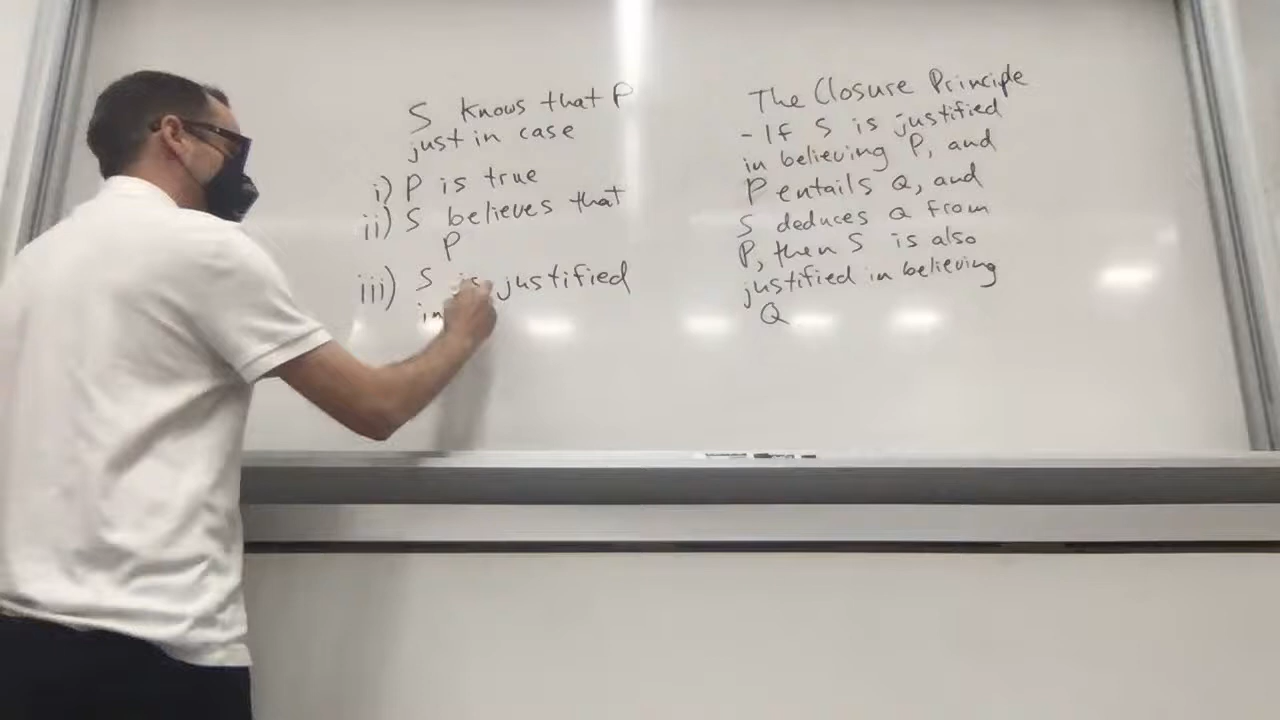 S knows that P
just in case
i) P is true
ii) S believes that
P
iii) S is justified
in
The Closure Principle
- If S is justified
in believing P, and
P entails Q, and
S deduces Q from
P, then S is also
justified in believing
Q